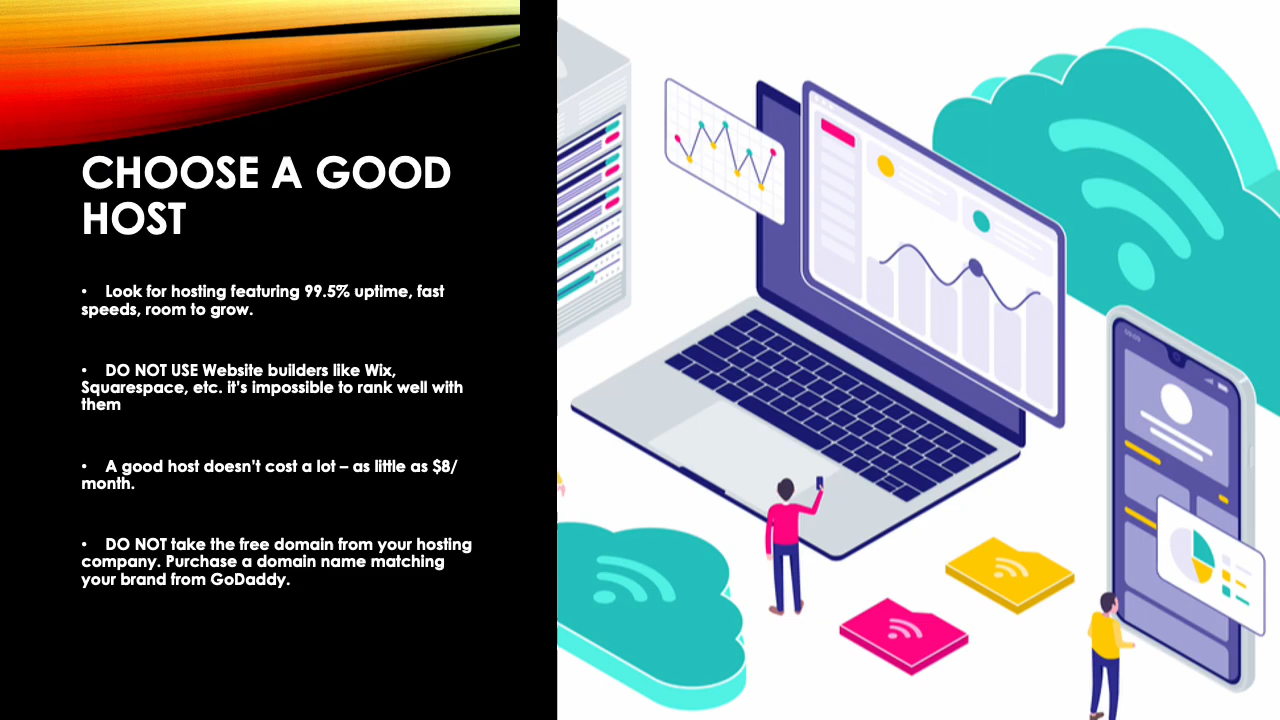 CHOOSE A GOOD
HOST
• Look for hosting featuring 99.5% uptime, fast
speeds, room to grow.
• DO NOT USE Website builders like Wix,
Squarespace, etc. it's impossible to rank well with
them
• A good host doesn't cost a lot – as little as $8/
month.
• DO NOT take the free domain from your hosting
company. Purchase a domain name matching
your brand from GoDaddy.